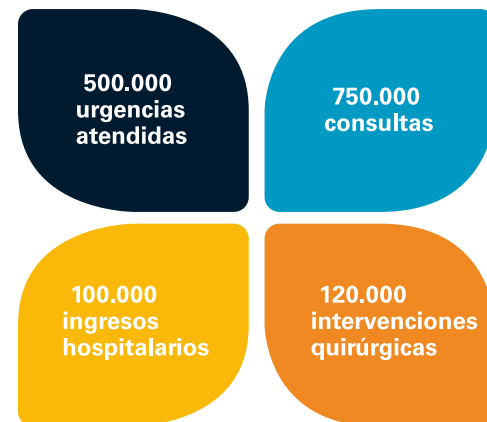 500.000
urgencias
atendidas
750.000
consultas
100.000
ingresos
hospitalarios
120.000
intervenciones
quirúrgicas